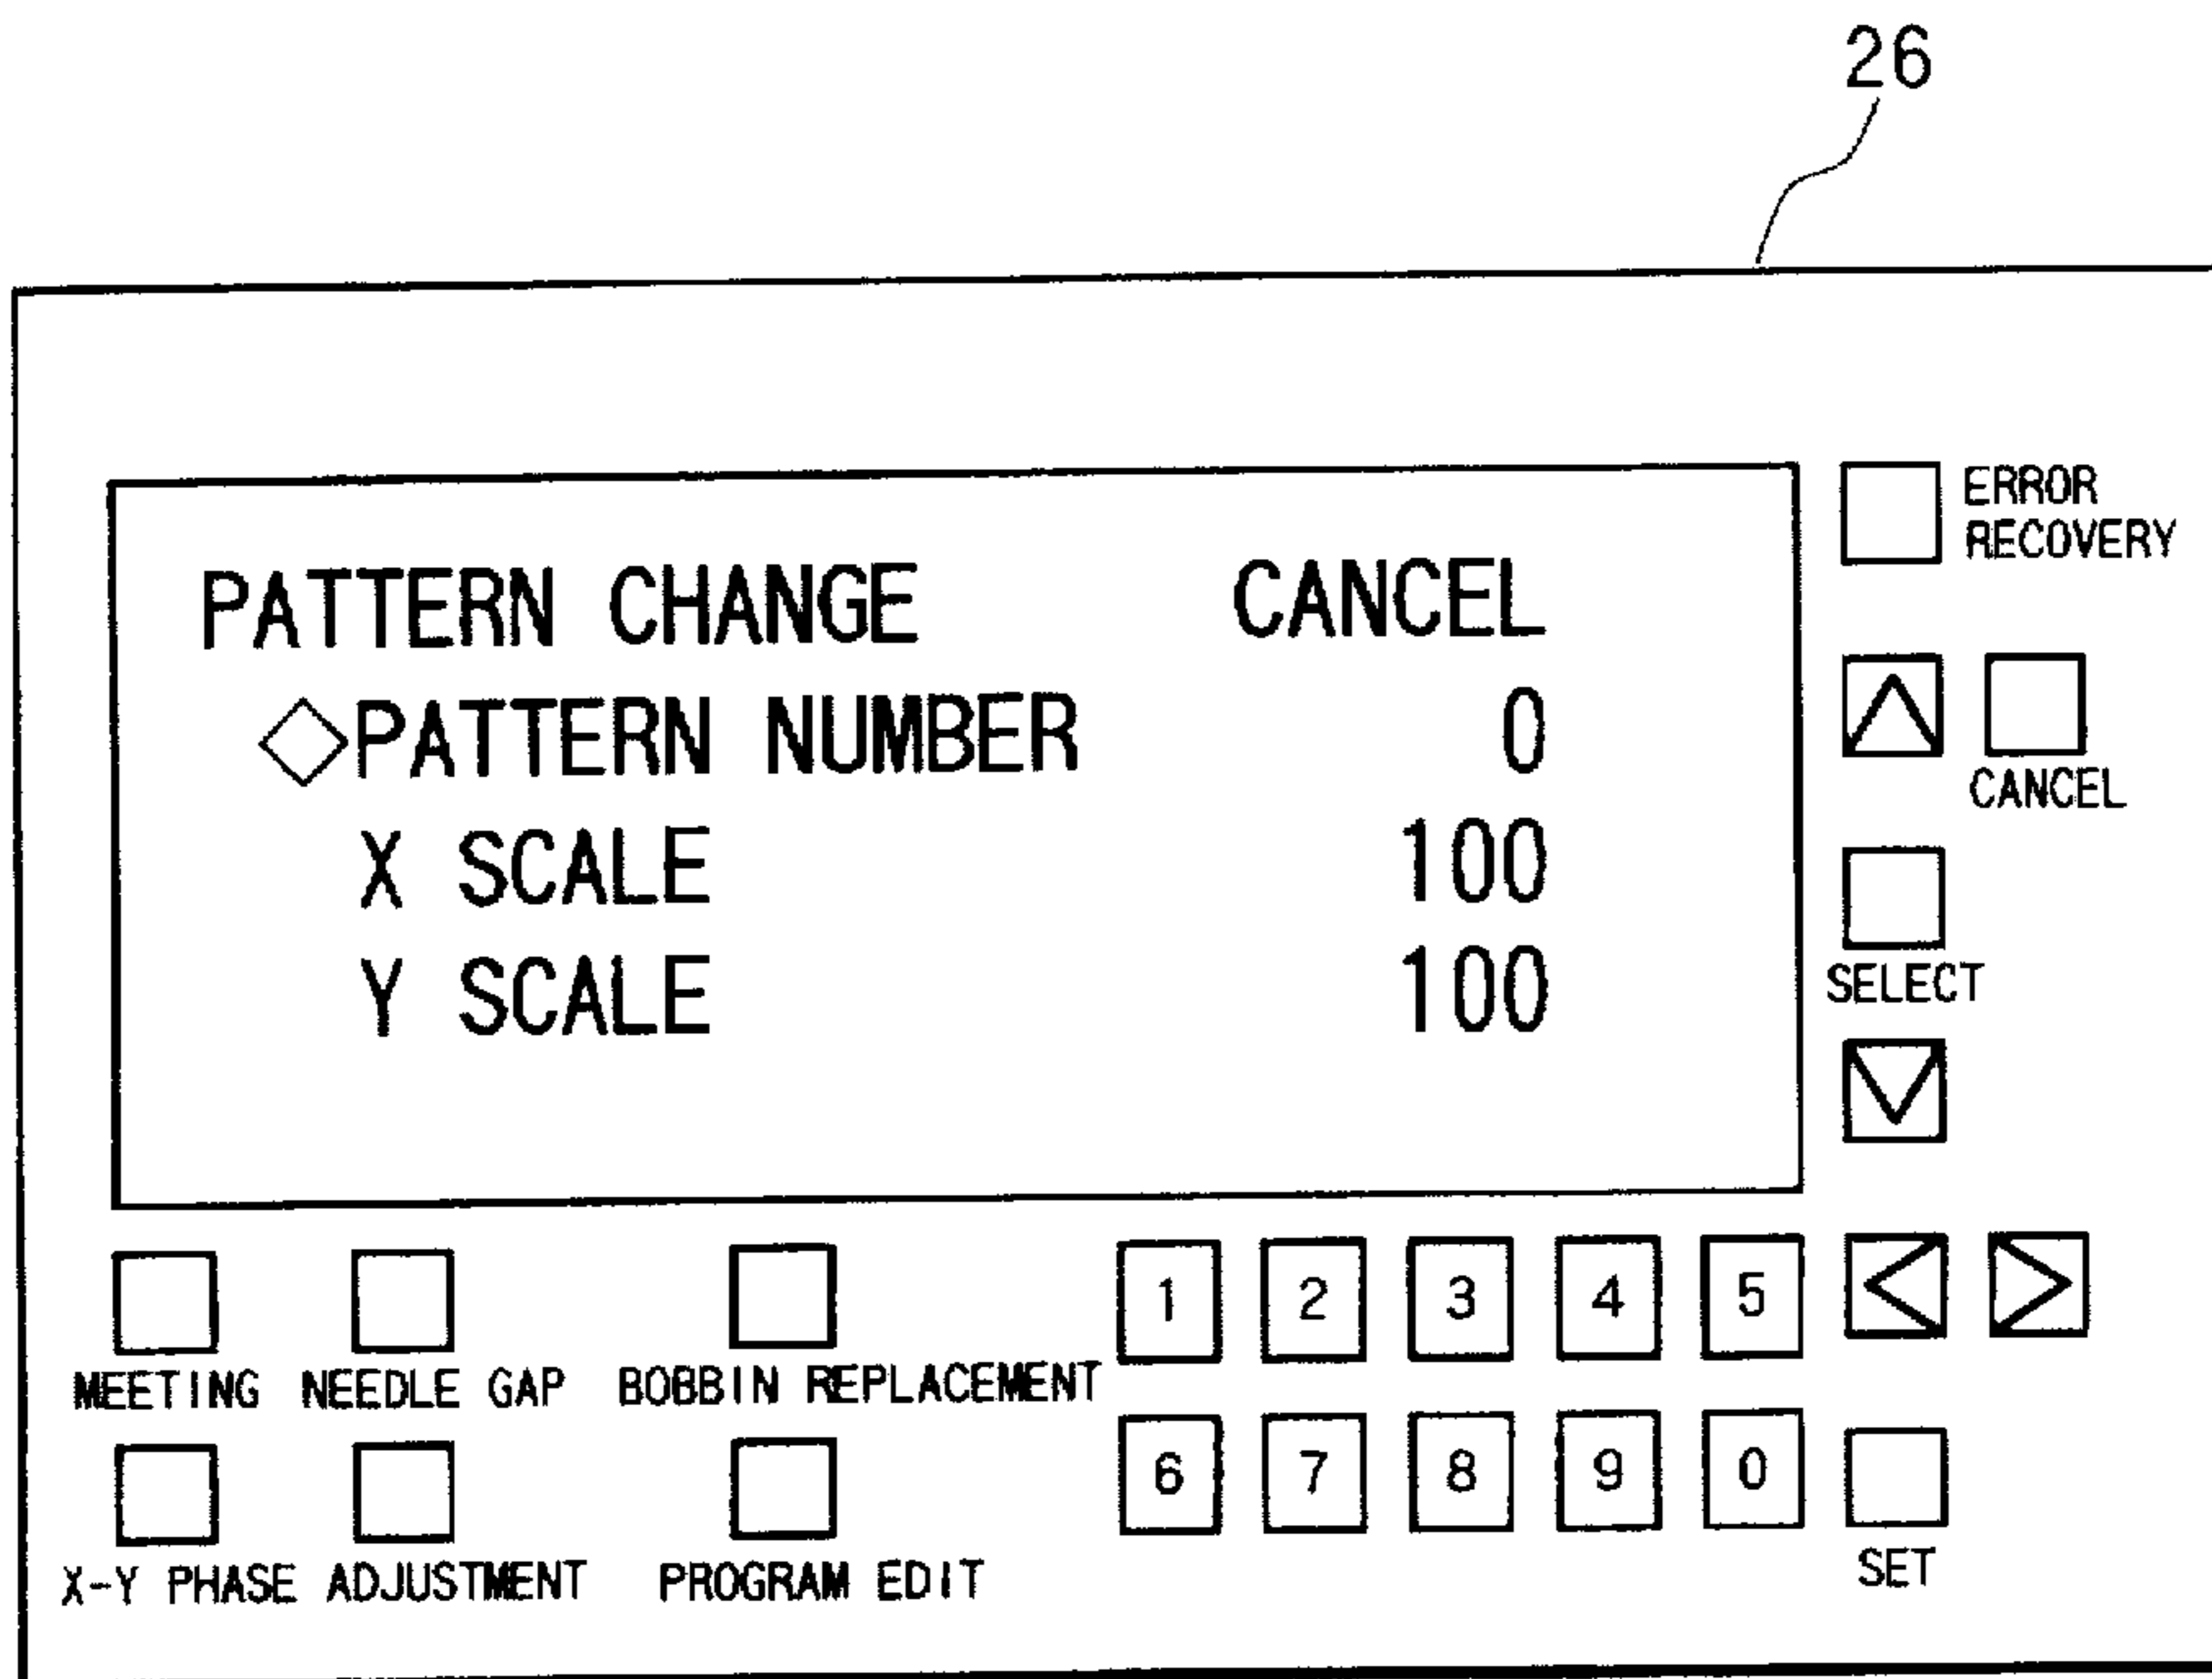 26
PATTERN CHANGE CANCEL
◇PATTERN NUMBER 0
X SCALE 100
Y SCALE 100
ERROR
RECOVERY
CANCEL
SELECT
1 2 3 4 5
MEETING NEEDLE GAP BOBBIN REPLACEMENT
6 7 8 9 0
X-Y PHASE ADJUSTMENT PROGRAM EDIT SET